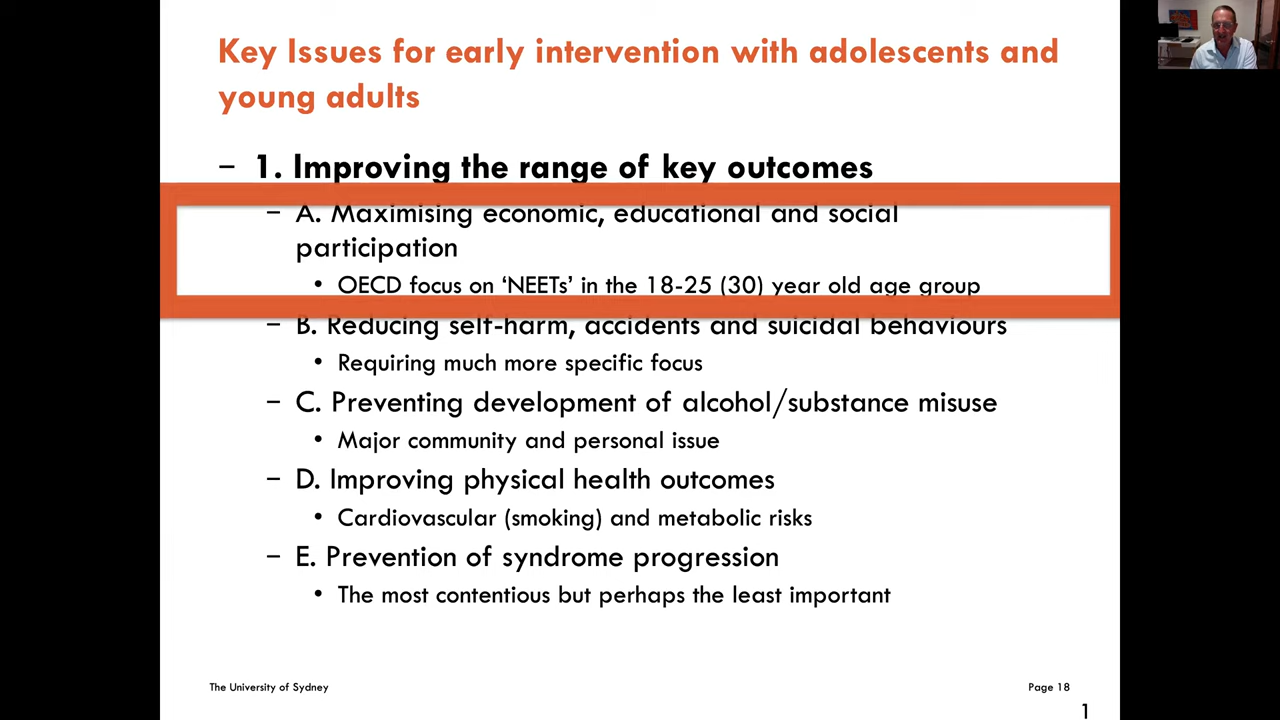 Key Issues for early intervention with adolescents and
young adults
– 1. Improving the range of key outcomes
– A. Maximising economic, educational and social
participation
• OECD focus on ‘NEETs’ in the 18-25 (30) year old age group
– B. Reducing self-harm, accidents and suicidal behaviours
• Requiring much more specific focus
– C. Preventing development of alcohol/substance misuse
• Major community and personal issue
– D. Improving physical health outcomes
• Cardiovascular (smoking) and metabolic risks
– E. Prevention of syndrome progression
• The most contentious but perhaps the least important
The University of Sydney
Page 18
1